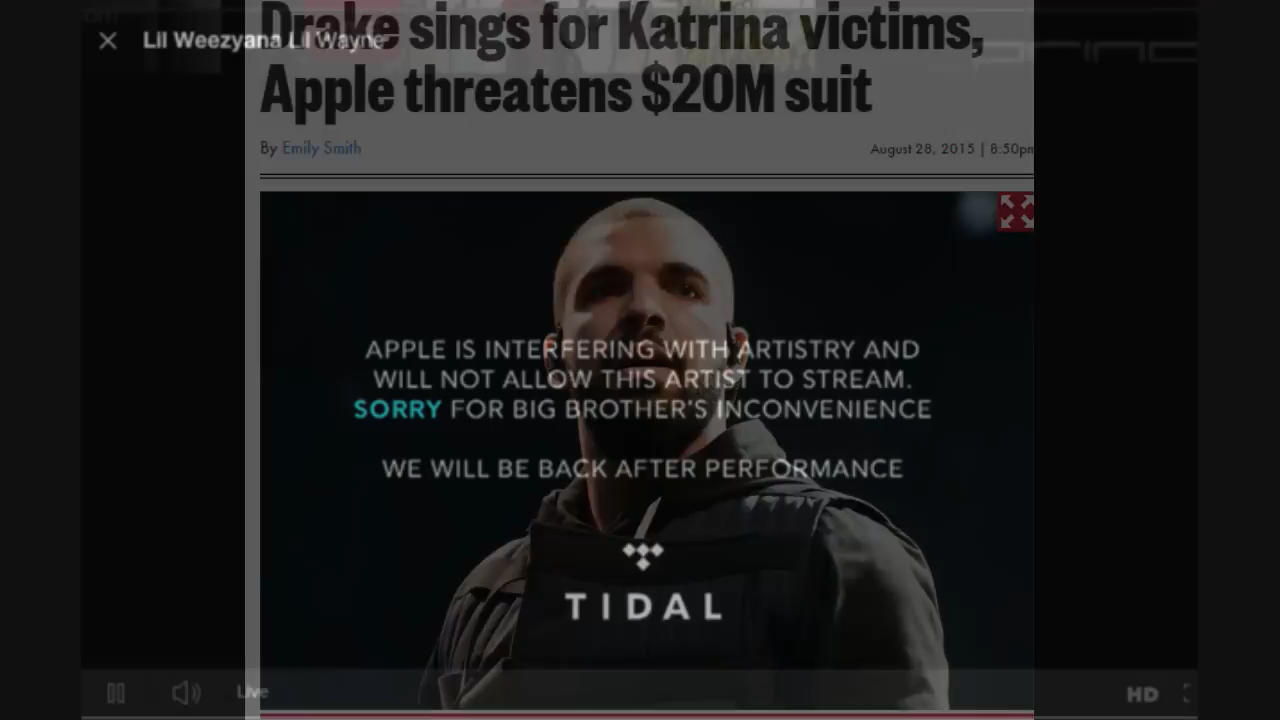 Drake sings for Katrina victims,
Lil Weezyana Lil Wayne
Apple threatens $20M suit
By Emily Smith
August 28, 2015 | 8:50pm
APPLE IS INTERFERING WITH ARTISTRY AND
WILL NOT ALLOW THIS ARTIST TO STREAM.
SORRY FOR BIG BROTHER'S INCONVENIENCE
WE WILL BE BACK AFTER PERFORMANCE
TIDAL
Live
HD